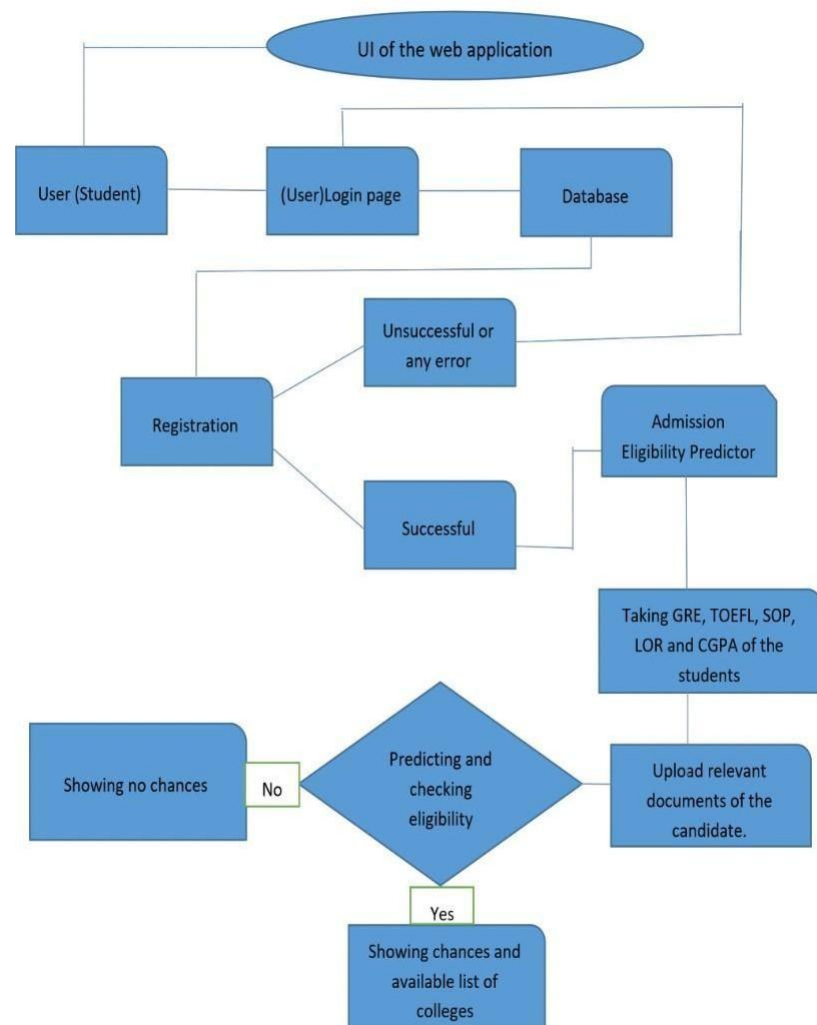 UI of the web application
User (Student)
(User)Login page
Database
Unsuccessful or
any error
Registration
Admission
Eligibility Predictor
Successful
Taking GRE, TOEFL, SOP,
LOR and CGPA of the
students
Predicting and
checking
eligibility
Showing no chances
No
Upload relevant
documents of the
candidate.
Yes
Showing chances and
available list of
colleges